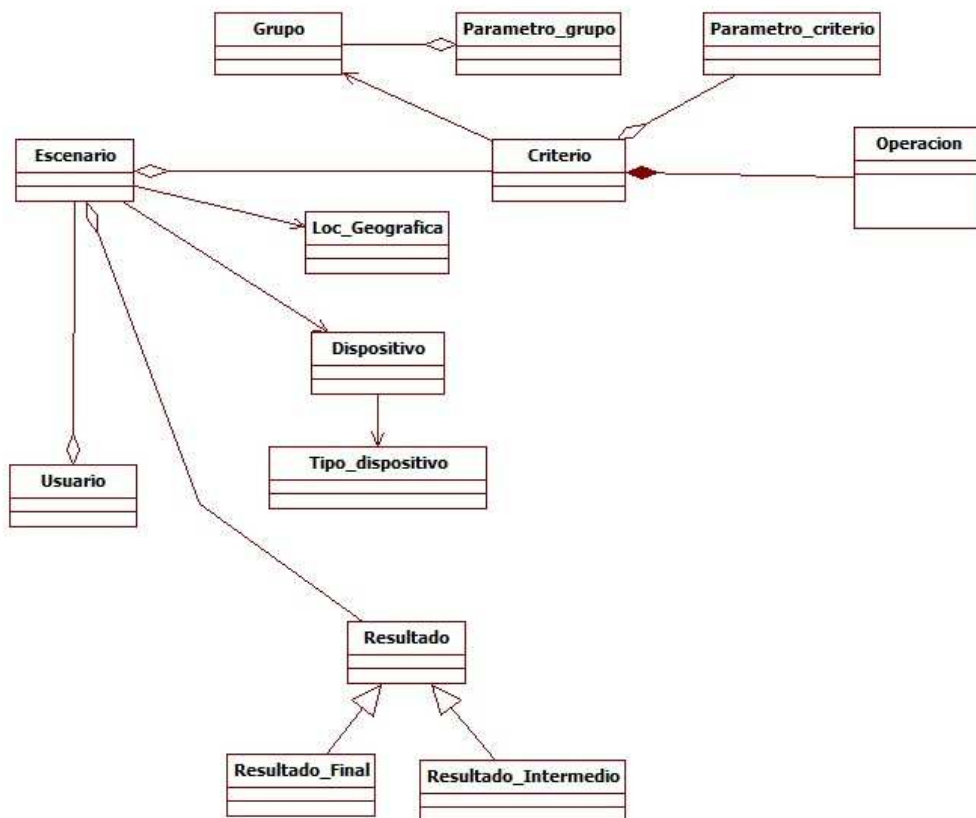 Grupo
Parametro_grupo
Parametro_criterio
Escenario
Criterio
Operacion
Loc_Geografica
Dispositivo
Tipo_dispositivo
Usuario
Resultado
Resultado_Final
Resultado_Intermedio